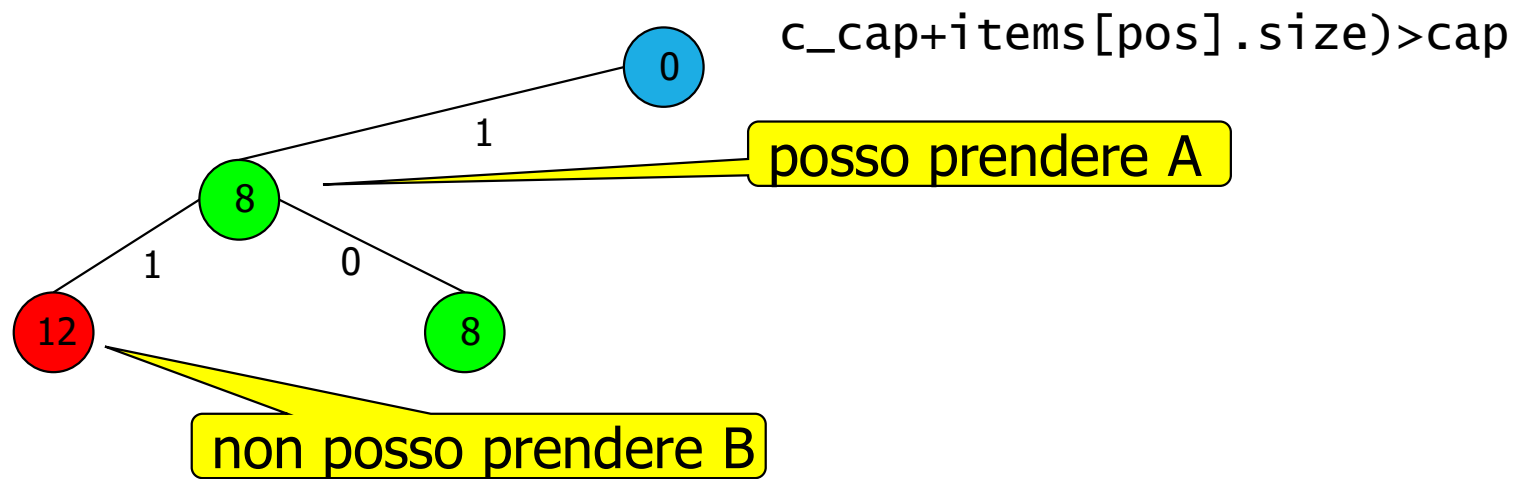 c_cap+items[pos].size)>cap
0
1
posso prendere A
8
1
0
12
8
non posso prendere B